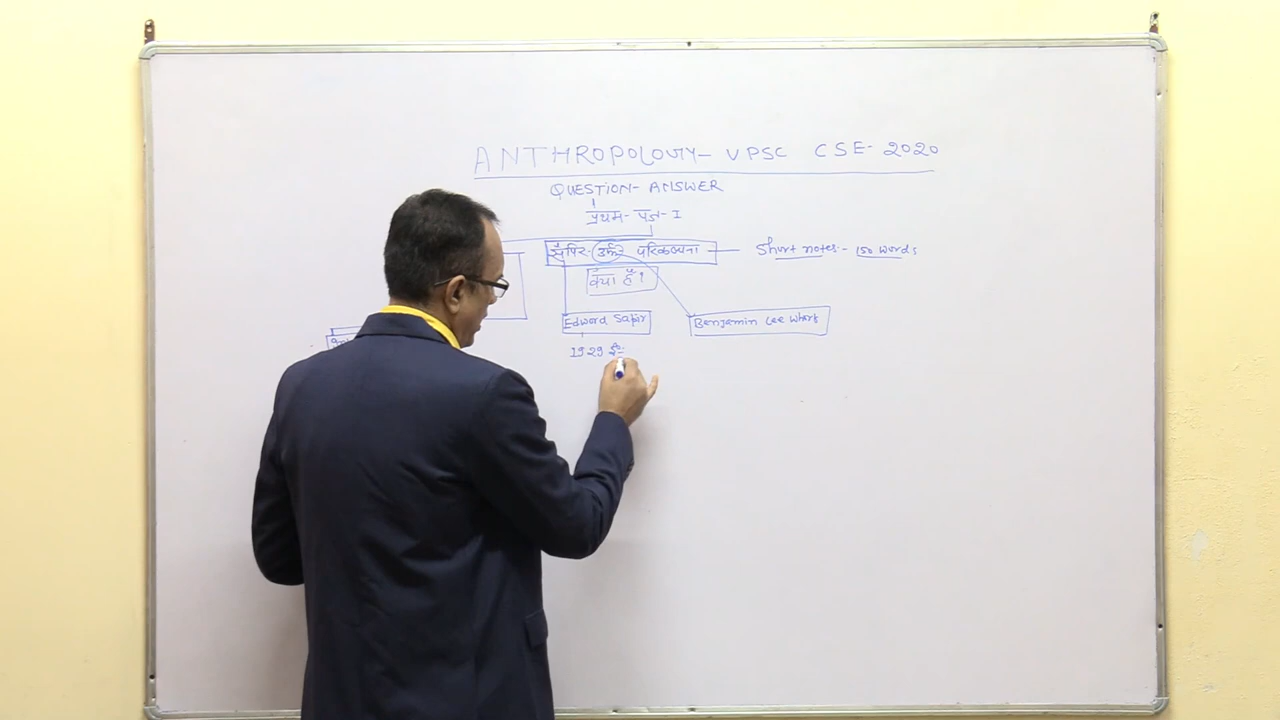 ANTHROPOLOGY- UPSC CSE- 2020
QUESTION- ANSWER
प्रथम- पत्र- I
सैपिर- वुर्फ परिकल्पना - Short notes - 150 words
क्या है।
Edward Sapir Benjamin Lee Whorf
1929 ई०